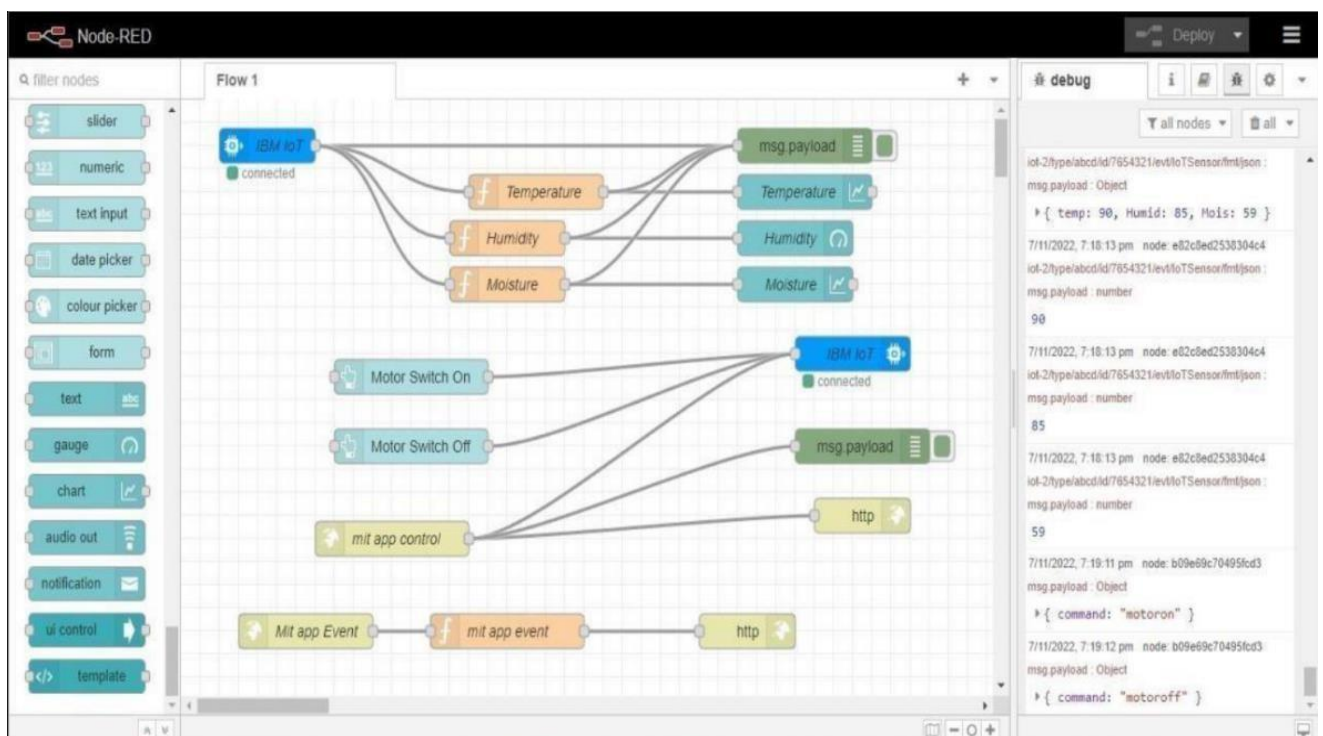 Node-RED
Deploy
filter nodes
Flow 1
debug
i
all nodes
all
slider
numeric
text input
date picker
colour picker
form
text
gauge
chart
audio out
notification
ui control
template
IBM IoT
connected
Temperature
Humidity
Moisture
msg.payload
Temperature
Humidity
Moisture
Motor Switch On
Motor Switch Off
IBM IoT
connected
msg.payload
mit app control
http
Mit app Event
mit app event
http
iot-2/type/abcd/id/7654321/evt/IoTSensor/fmt/json :
msg.payload : Object
{ temp: 90, Humid: 85, Mois: 59 }
7/11/2022, 7:18:13 pm node: e82c8ed2538304c4
iot-2/type/abcd/id/7654321/evt/IoTSensor/fmt/json :
msg.payload : number
90
7/11/2022, 7:18:13 pm node: e82c8ed2538304c4
iot-2/type/abcd/id/7654321/evt/IoTSensor/fmt/json :
msg.payload : number
85
7/11/2022, 7:18:13 pm node: e82c8ed2538304c4
iot-2/type/abcd/id/7654321/evt/IoTSensor/fmt/json :
msg.payload : number
59
7/11/2022, 7:19:11 pm node: b09e69c70495fcd3
msg.payload : Object
{ command: "motoron" }
7/11/2022, 7:19:12 pm node: b09e69c70495fcd3
msg.payload : Object
{ command: "motoroff" }